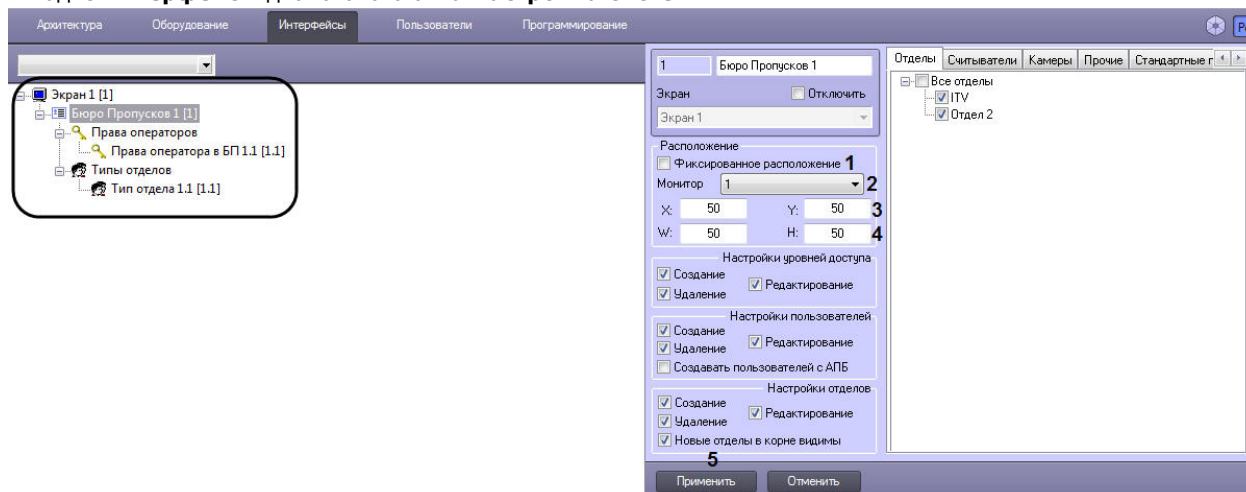 Архитектура Оборудование Интерфейсы Пользователи Программирование
Экран 1 [1]
Бюро Пропусков 1 [1]
Права операторов
Права оператора в БП 1.1 [1.1]
Типы отделов
Тип отдела 1.1 [1.1]
1 Бюро Пропусков 1
Экран Отключить
Экран 1
Расположение
Фиксированное расположение 1
Монитор 1 2
X: 50 Y: 50 3
W: 50 H: 50 4
Настройки уровней доступа
Создание
Редактирование
Удаление
Настройки пользователей
Создание
Редактирование
Удаление
Создавать пользователей с АПБ
Настройки отделов
Создание
Редактирование
Удаление
Новые отделы в корне видимы
5
Применить Отменить
Отделы Считыватели Камеры Прочие Стандартные г
Все отделы
ITV
Отдел 2